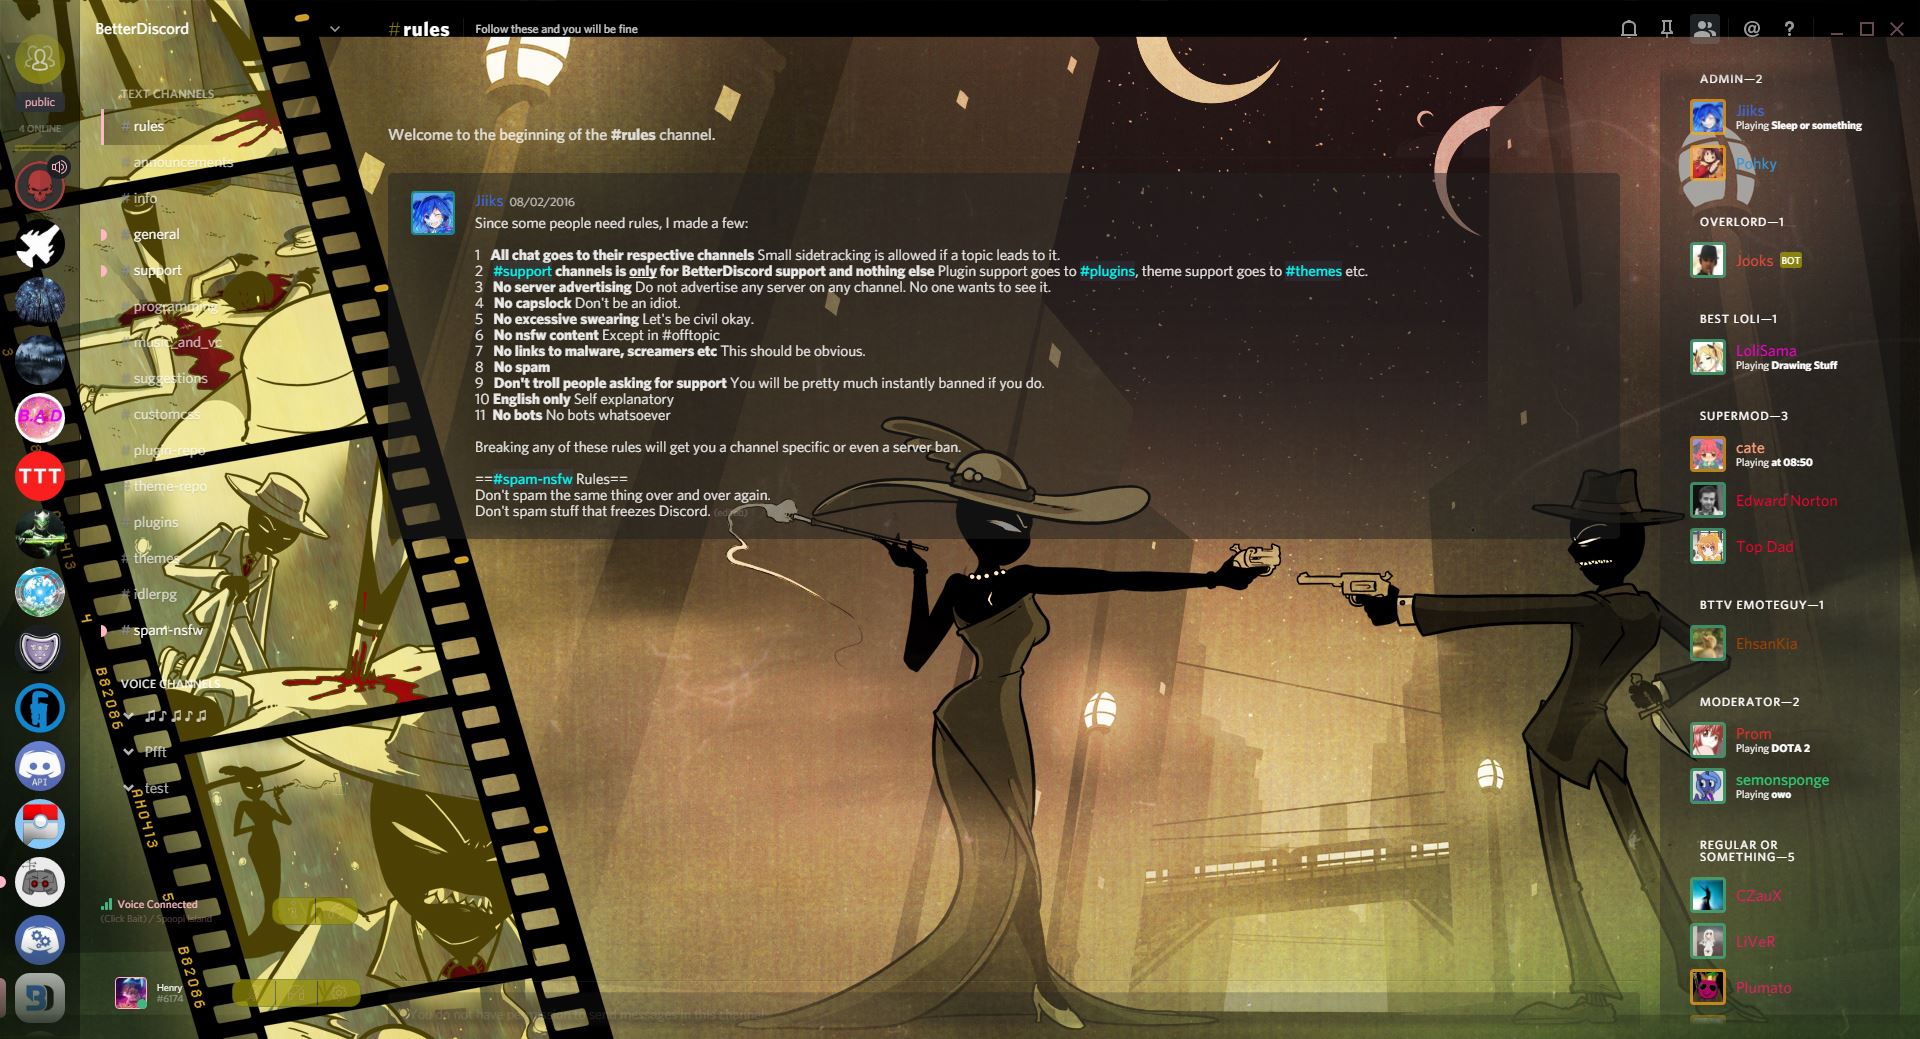 BetterDiscord
#rules
Follow these and you will be fine
public
4 ONLINE
TEXT CHANNELS
# rules
# announcements
# info
# general
# support
# programming
# music_and_vc
# suggestions
# customcss
# plugin-repo
# theme-repo
# plugins
# themes
# idlerpg
# spam-nsfw
VOICE CHANNELS
♫♪♫♪♫
Pfft
test
B.A.D
TTT
API
Voice Connected
(Click Bait) / Spoopi Island
Henry
#6174
Welcome to the beginning of the #rules channel.
Jiiks 08/02/2016
Since some people need rules, I made a few:
1 All chat goes to their respective channels Small sidetracking is allowed if a topic leads to it.
2 #support channels is only for BetterDiscord support and nothing else Plugin support goes to #plugins, theme support goes to #themes etc.
3 No server advertising Do not advertise any server on any channel. No one wants to see it.
4 No capslock Don't be an idiot.
5 No excessive swearing Let's be civil okay.
6 No nsfw content Except in #offtopic
7 No links to malware, screamers etc This should be obvious.
8 No spam
9 Don't troll people asking for support You will be pretty much instantly banned if you do.
10 English only Self explanatory
11 No bots No bots whatsoever
Breaking any of these rules will get you a channel specific or even a server ban.
==#spam-nsfw Rules==
Don't spam the same thing over and over again.
Don't spam stuff that freezes Discord. (edited)
You do not have permission to send messages in this channel.
ADMIN—2
Jiiks
Playing Sleep or something
Pohky
OVERLORD—1
Jooks BOT
BEST LOLI—1
LoliSama
Playing Drawing Stuff
SUPERMOD—3
cate
Playing at 08:50
Edward Norton
Top Dad
BTTV EMOTEGUY—1
EhsanKia
MODERATOR—2
Prom
Playing DOTA 2
semonsponge
Playing owo
REGULAR OR
SOMETHING—5
CZauX
LiVeR
Plumato
3
4
B82086
AH0413
5
B82086